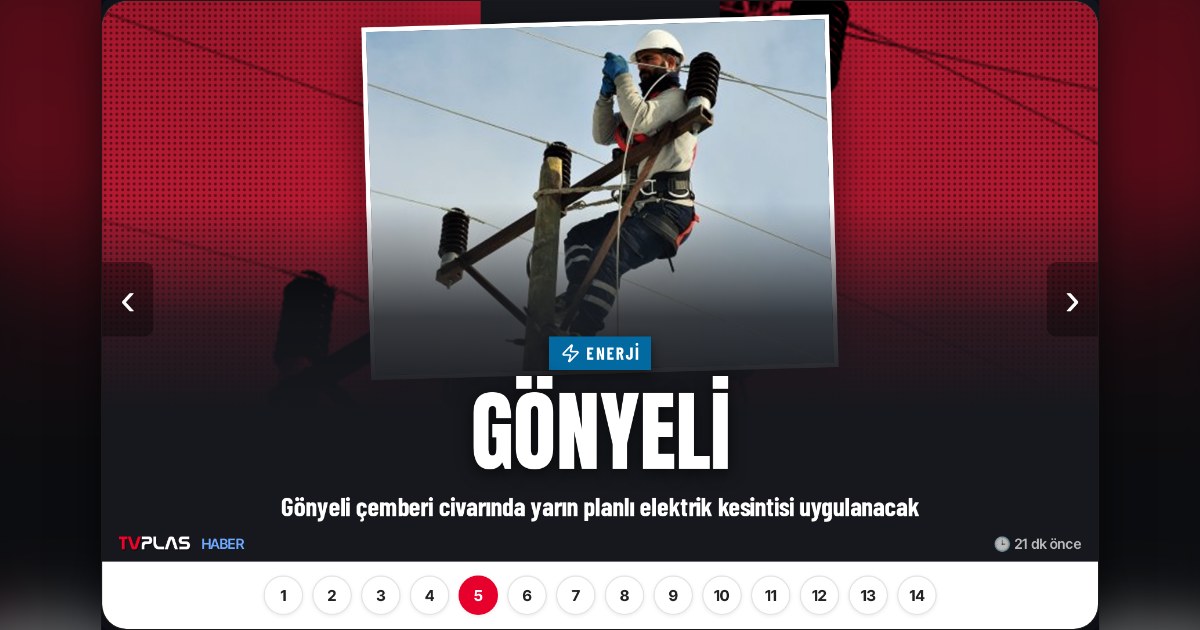 ENERJİ
GÖNYELİ
Gönyeli çemberi civarında yarın planlı elektrik kesintisi uygulanacak
TVPLAS HABER
21 dk önce
1 2 3 4 5 6 7 8 9 10 11 12 13 14